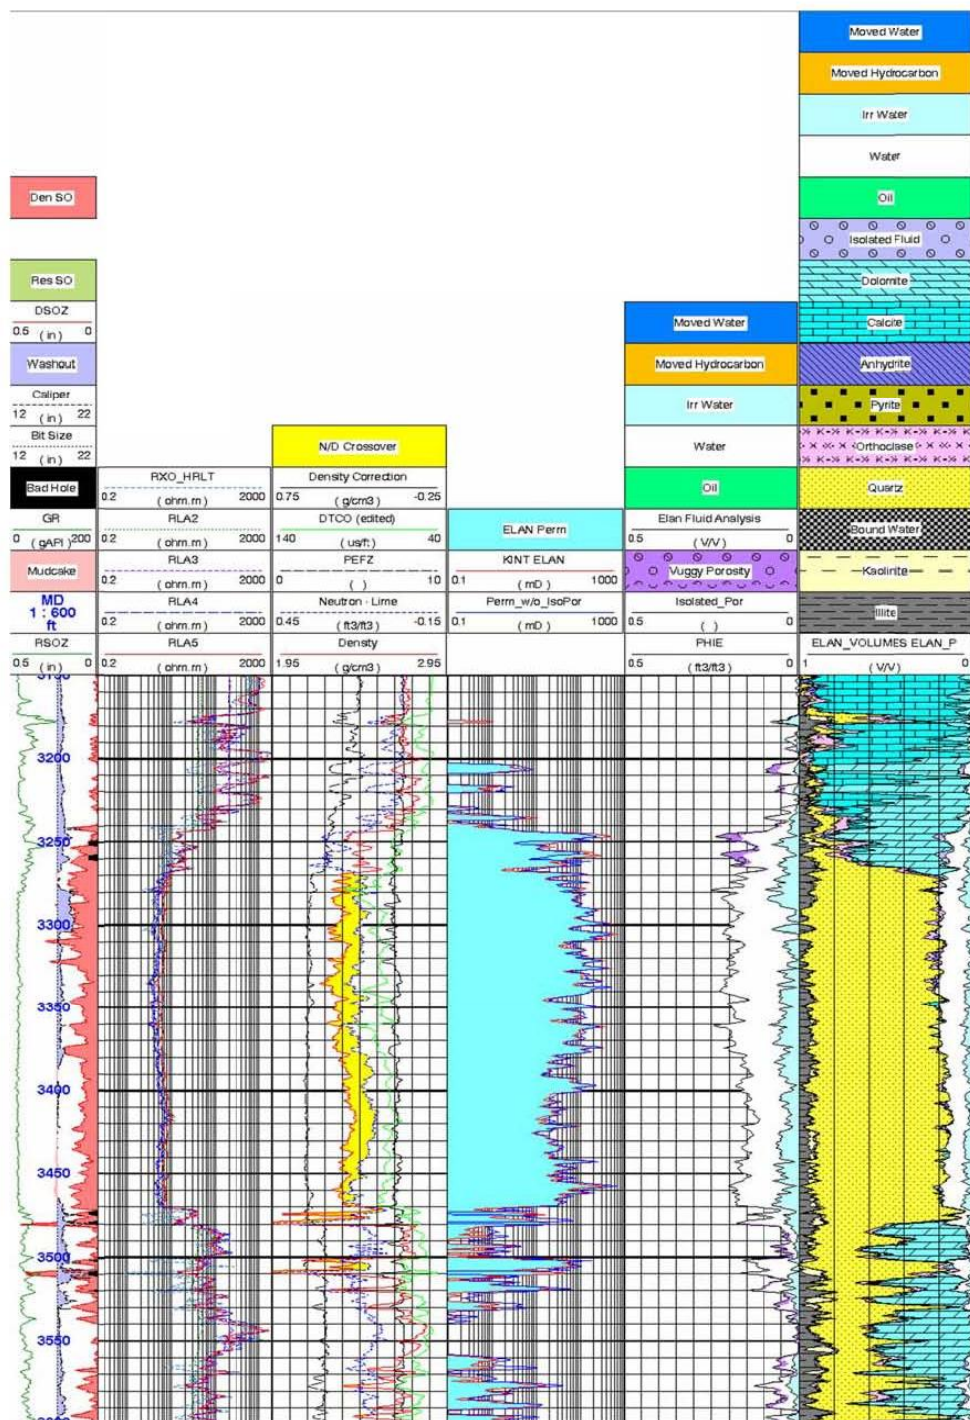 Moved Water
Moved Hydrocarbon
Irr Water
Water
Oil
Isolated Fluid
Dolomite
Calcite
Anhydrite
Pyrite
Orthoclase
Quartz
Bound Water
Kaolinite
Illite
ELAN_VOLUMES ELAN_P
1 (V/V) 0
Den SO
Res SO
DSOZ
0.5 (in) 0
Washout
Caliper
12 (in) 22
Bit Size
12 (in) 22
Bad Hole
GR
0 (gAPI) 200
Mudcake
MD
1 : 600
ft
RSOZ
0.5 (in) 0
RXO_HRLT
0.2 (ohm.m) 2000
RLA2
0.2 (ohm.m) 2000
RLA3
0.2 (ohm.m) 2000
RLA4
0.2 (ohm.m) 2000
RLA5
0.2 (ohm.m) 2000
N/D Crossover
Density Correction
0.75 (g/cm3) -0.25
DTCO (edited)
140 (us/ft) 40
PEFZ
0 ( ) 10
Neutron - Lime
0.45 (ft3/ft3) -0.15
Density
1.95 (g/cm3) 2.95
ELAN Perm
KINT ELAN
0.1 (mD) 1000
Perm_w/o_IsoPor
0.1 (mD) 1000
Moved Water
Moved Hydrocarbon
Irr Water
Water
Oil
Elan Fluid Analysis
0.5 (V/V) 0
Vuggy Porosity
Isolated_Por
0.5 ( ) 0
PHIE
0.5 (ft3/ft3) 0
3200
3250
3300
3350
3400
3450
3500
3550